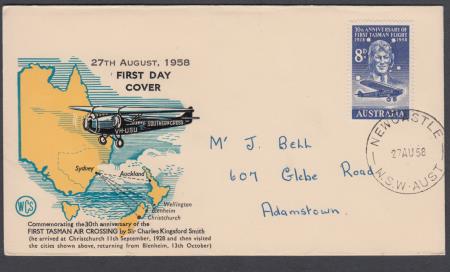 27TH AUGUST, 1958
FIRST DAY
COVER
SOUTHERN CROSS
VH-USU
Sydney
Auckland
Wellington
Blenheim
Christchurch
WCS
Commemorating the 30th anniversary of the
FIRST TASMAN AIR CROSSING by Sir Charles Kingsford Smith
(he arrived at Christchurch 11th September, 1928 and then visited
the cities shown above, returning from Blenheim, 13th October)
30TH ANNIVERSARY OF
FIRST TASMAN FLIGHT
1928 1958
8D
AUSTRALIA
NEWCASTLE
27AU58
N.S.W-AUST
Mr J. Bell
607 Glebe Road
Adamstown.